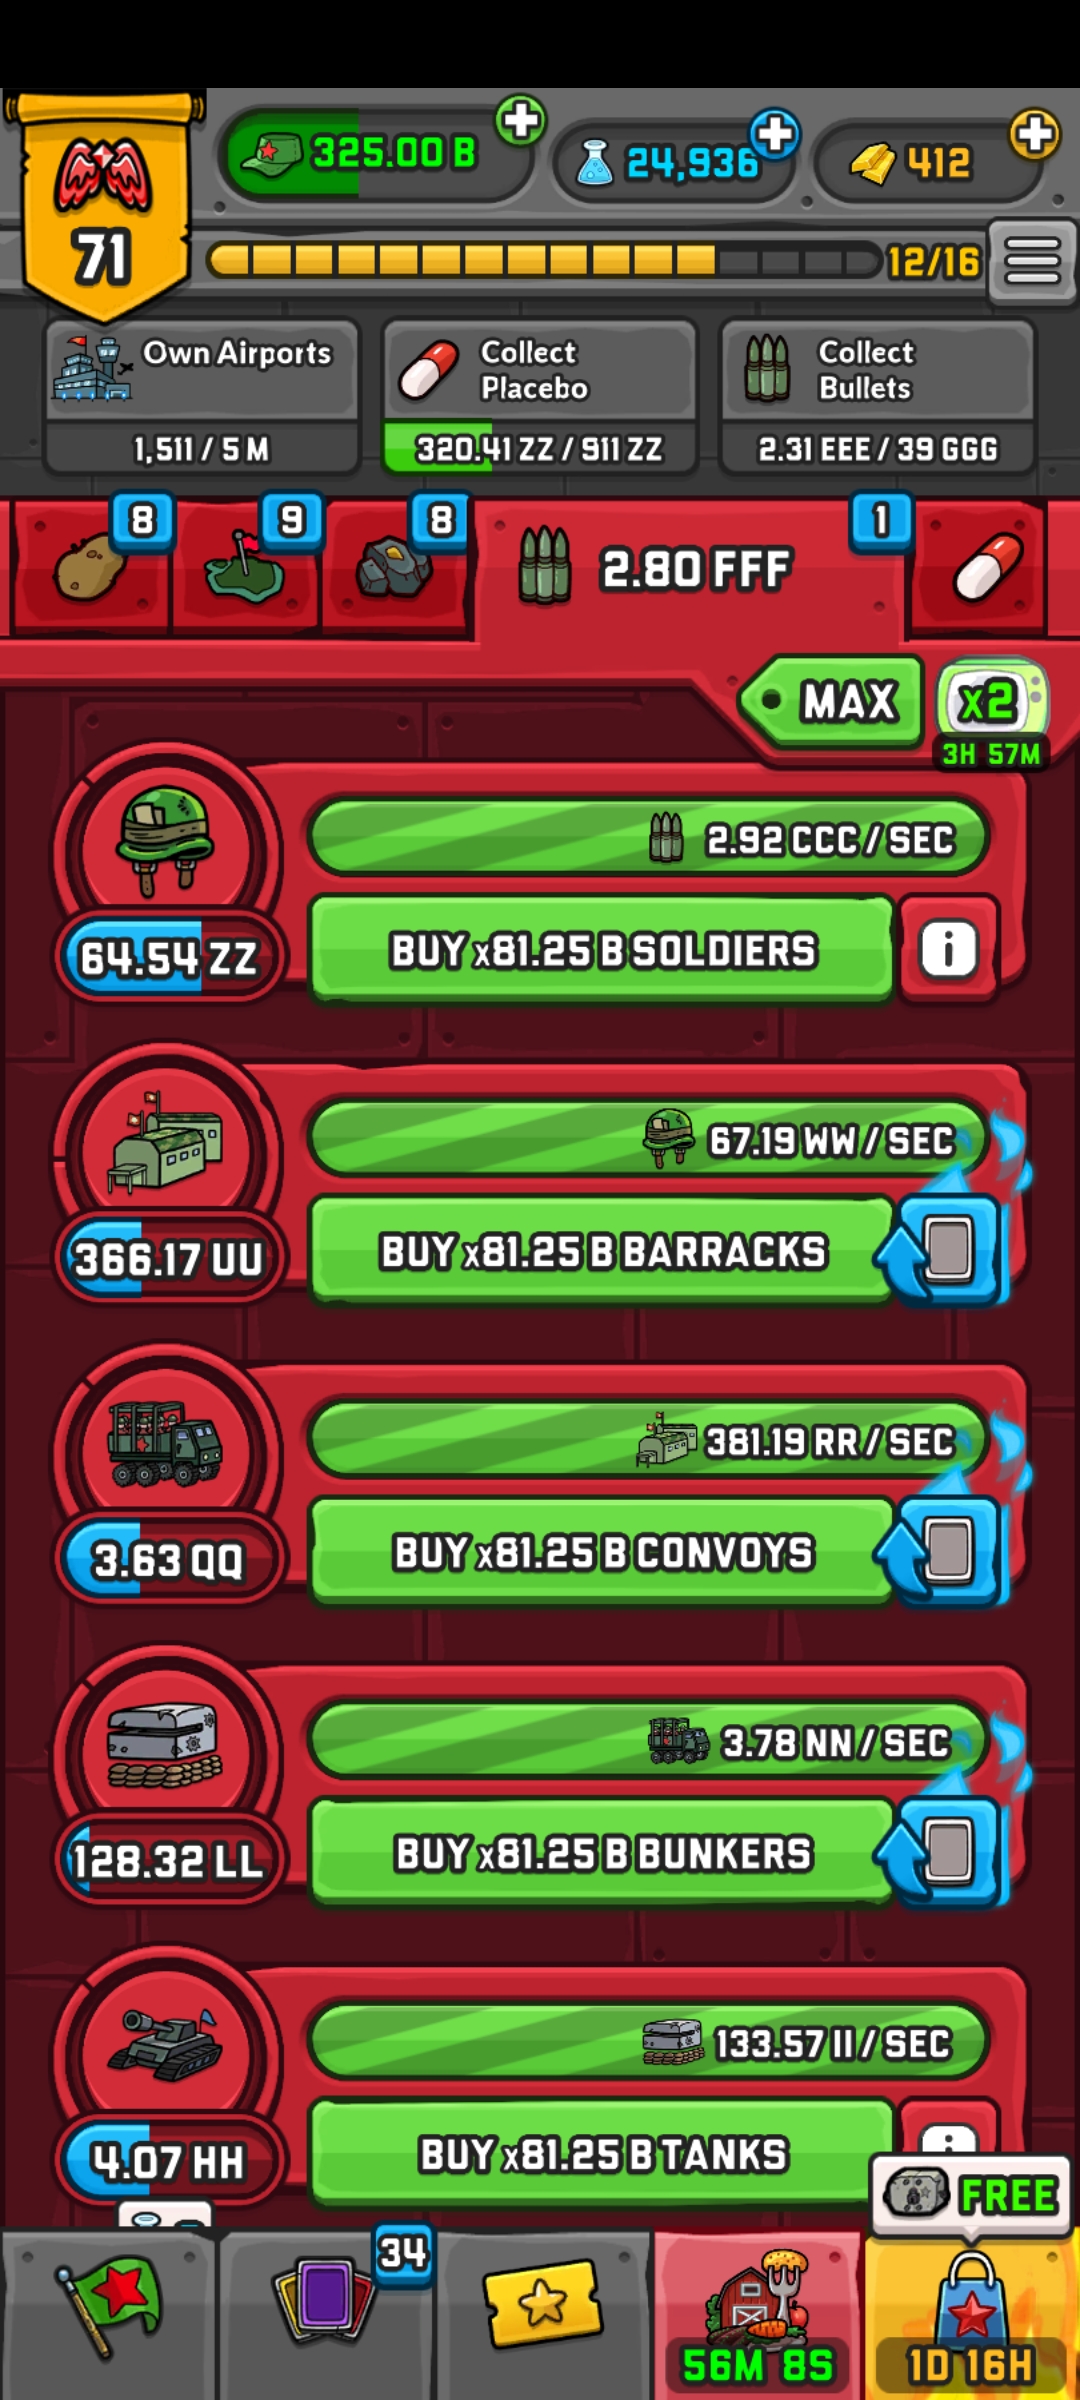 325.00 B
24,936
412
71
12/16
Own Airports
1,511 / 5 M
Collect
Placebo
320.41 ZZ / 911 ZZ
Collect
Bullets
2.31 EEE / 39 GGG
8
9
8
2.80 FFF
1
MAX
x2
3H 57M
2.92 CCC / SEC
64.54 ZZ
BUY x81.25 B SOLDIERS
i
67.19 WW / SEC
366.17 UU
BUY x81.25 B BARRACKS
381.19 RR / SEC
3.63 QQ
BUY x81.25 B CONVOYS
3.78 NN / SEC
128.32 LL
BUY x81.25 B BUNKERS
133.57 II / SEC
4.07 HH
BUY x81.25 B TANKS
i
FREE
34
56M 8S
1D 16H